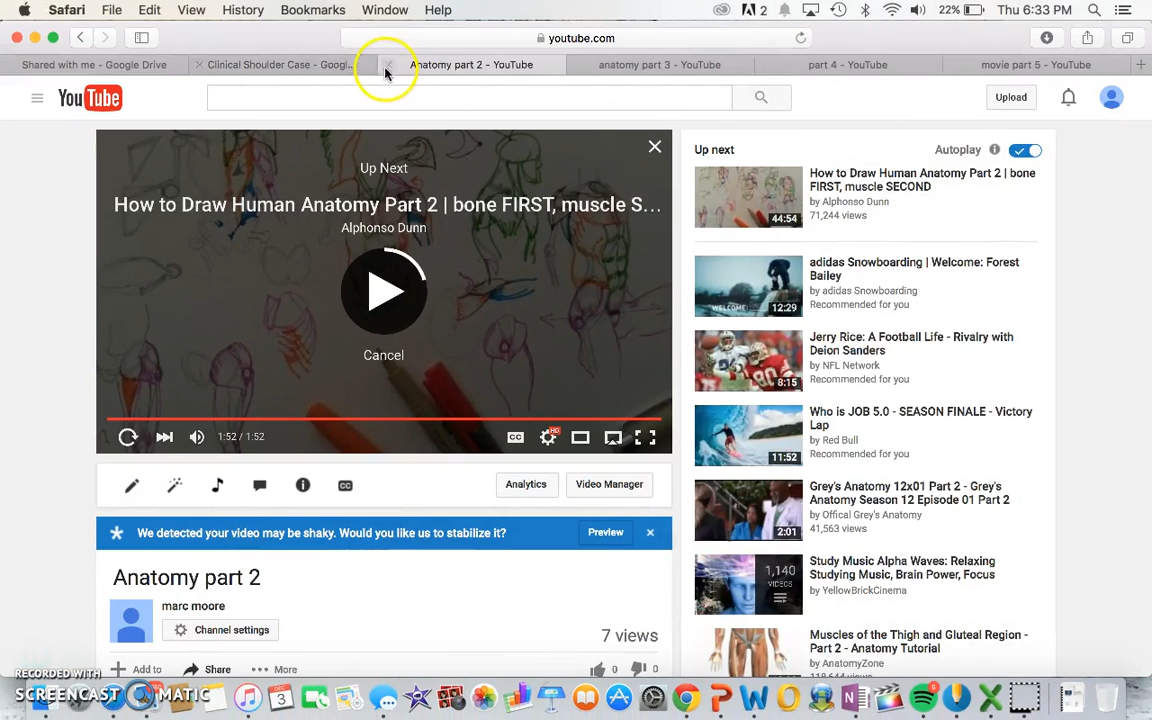 Safari File Edit View History Bookmarks Window Help
2 22% Thu 6:33 PM
youtube.com
Shared with me - Google Drive
Clinical Shoulder Case - Googl...
Anatomy part 2 - YouTube
anatomy part 3 - YouTube
part 4 - YouTube
movie part 5 - YouTube
YouTube
Upload
Up Next
How to Draw Human Anatomy Part 2 | bone FIRST, muscle S...
Alphonso Dunn
Cancel
1:52 / 1:52
CC
HD
Analytics
Video Manager
We detected your video may be shaky. Would you like us to stabilize it?
Preview
Anatomy part 2
marc moore
Channel settings
7 views
Add to
Share
More
0
0
Up next
Autoplay
How to Draw Human Anatomy Part 2 | bone
FIRST, muscle SECOND
by Alphonso Dunn
71,244 views
44:54
adidas Snowboarding | Welcome: Forest
Bailey
by adidas Snowboarding
Recommended for you
WELCOME!
12:29
Jerry Rice: A Football Life - Rivalry with
Deion Sanders
by NFL Network
Recommended for you
8:15
Who is JOB 5.0 - SEASON FINALE - Victory
Lap
by Red Bull
Recommended for you
11:52
Grey's Anatomy 12x01 Part 2 - Grey's
Anatomy Season 12 Episode 01 Part 2
by Offical Grey's Anatomy
41,563 views
2:01
Study Music Alpha Waves: Relaxing
Studying Music, Brain Power, Focus
by YellowBrickCinema
1,140
VIDEOS
Muscles of the Thigh and Gluteal Region -
Part 2 - Anatomy Tutorial
by AnatomyZone
RECORDED WITH
SCREENCAST MATIC
DEC
3